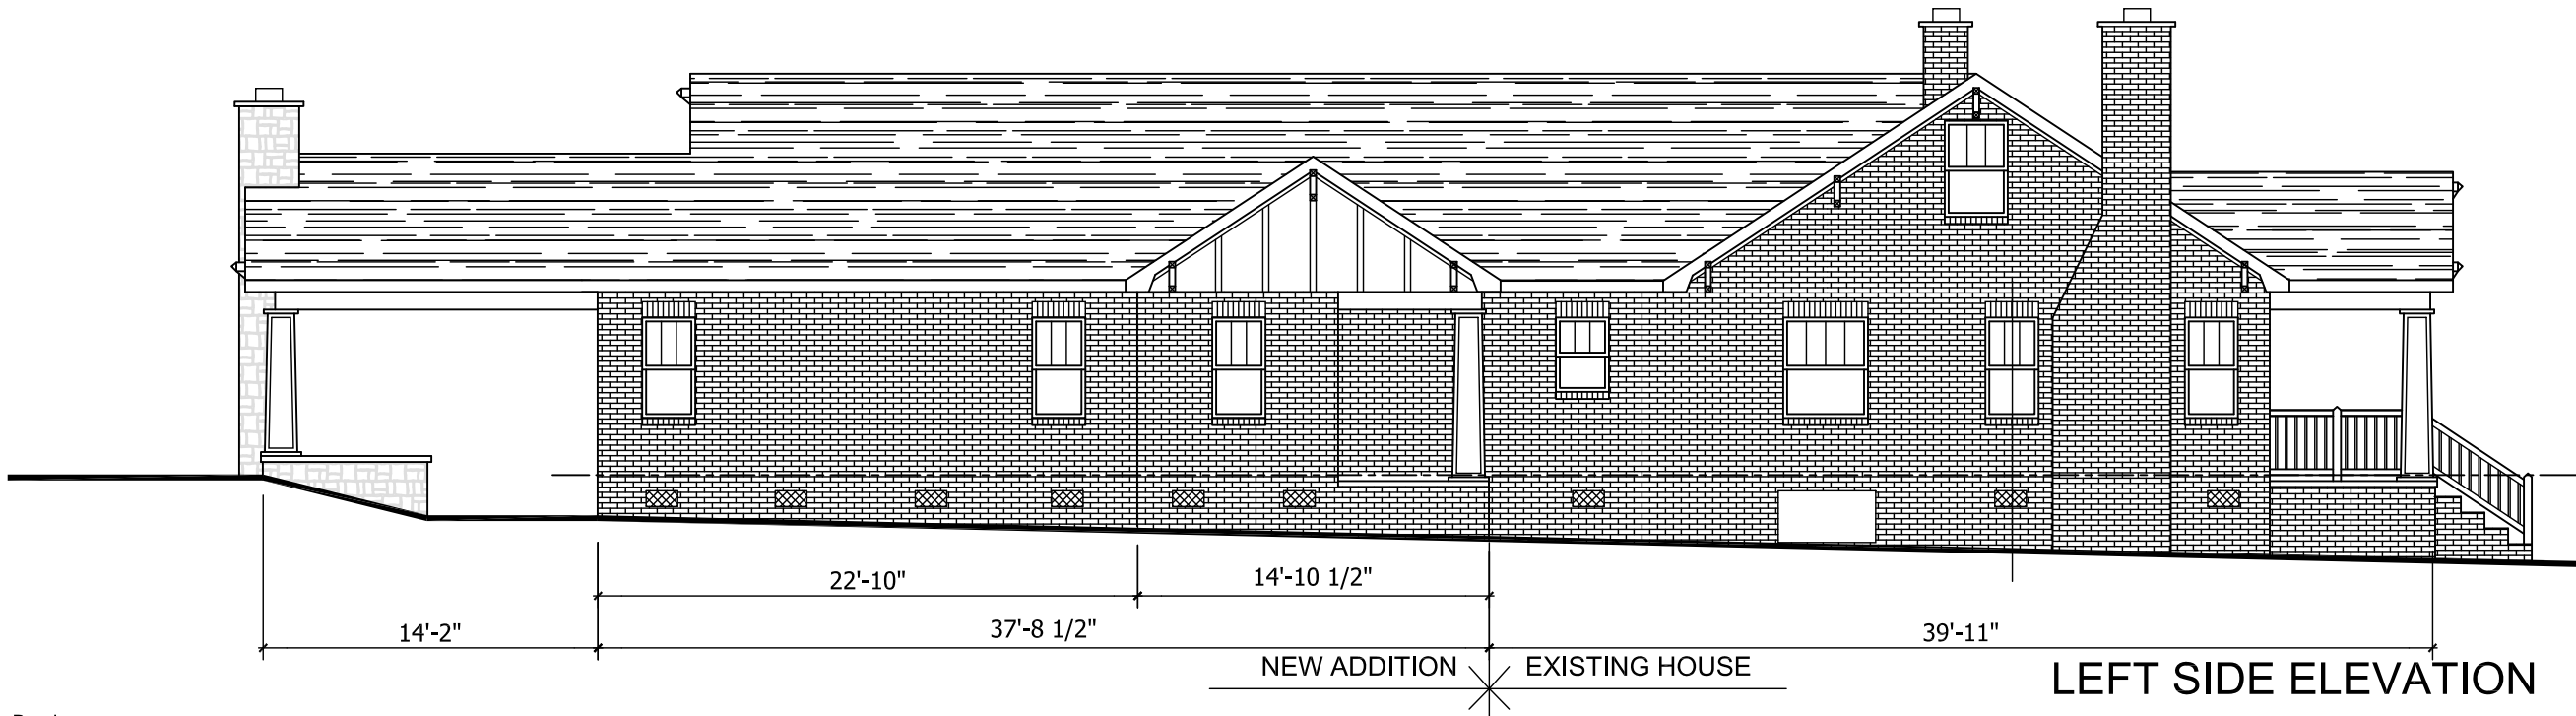 22'-10"
14'-10 1/2"
14'-2"
37'-8 1/2"
39'-11"
NEW ADDITION
EXISTING HOUSE
LEFT SIDE ELEVATION